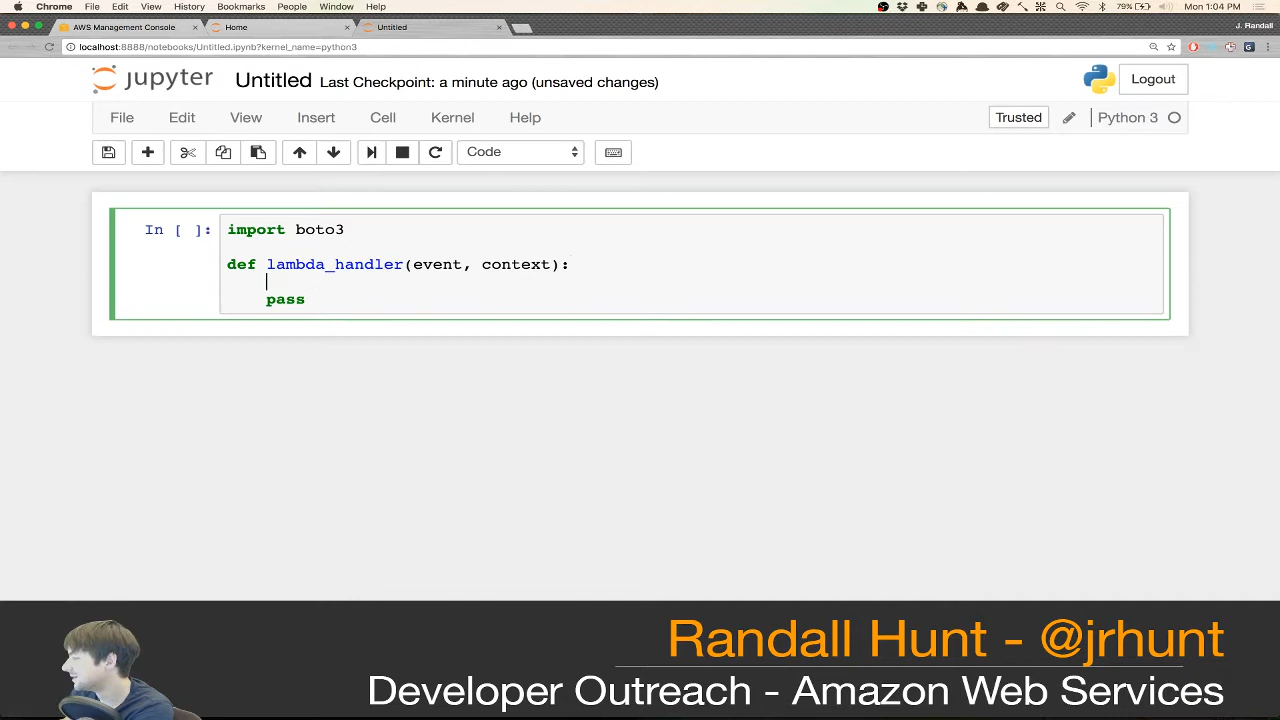 Chrome File Edit View History Bookmarks People Window Help 79% Mon 1:04 PM
AWS Management Console Home Untitled J. Randall
localhost:8888/notebooks/Untitled.ipynb?kernel_name=python3
jupyter Untitled Last Checkpoint: a minute ago (unsaved changes) Logout
File Edit View Insert Cell Kernel Help Trusted Python 3
Code
In [ ]: import boto3
def lambda_handler(event, context):
pass
Randall Hunt - @jrhunt
Developer Outreach - Amazon Web Services